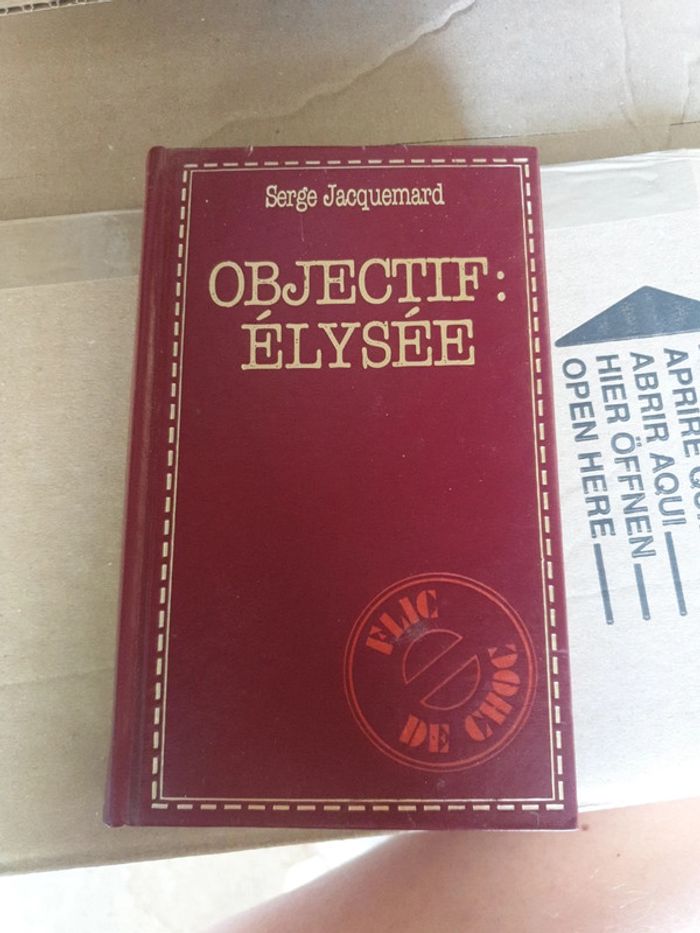 Serge Jacquemard
OBJECTIF :
ÉLYSÉE
FLIC
DE CHOC
ABRIR AQUI
HIER ÖFFNEN
OPEN HERE
APRIRE